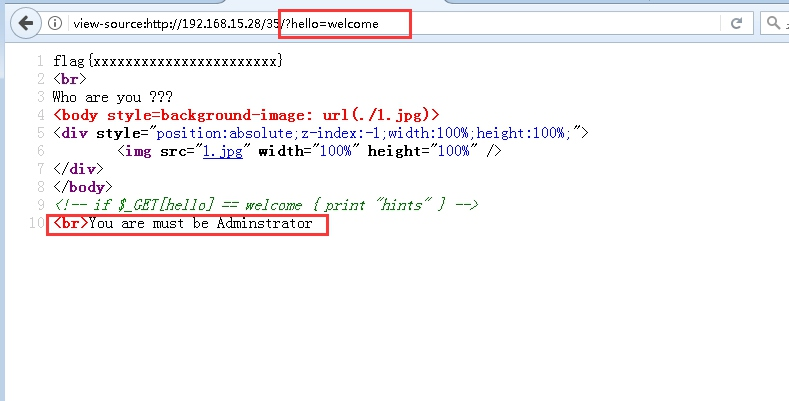 view-source:http://192.168.15.28/35/?hello=welcome
搜
1 flag{xxxxxxxxxxxxxxxxxxxxxxx}
2 <br>
3 Who are you ???
4 <body style=background-image: url(./1.jpg)>
5 <div style="position:absolute;z-index:-1;width:100%;height:100%;">
6 <img src="1.jpg" width="100%" height="100%" />
7 </div>
8 </body>
9 <!-- if $_GET[hello] == welcome { print "hints" } -->
10 <br>You are must be Adminstrator